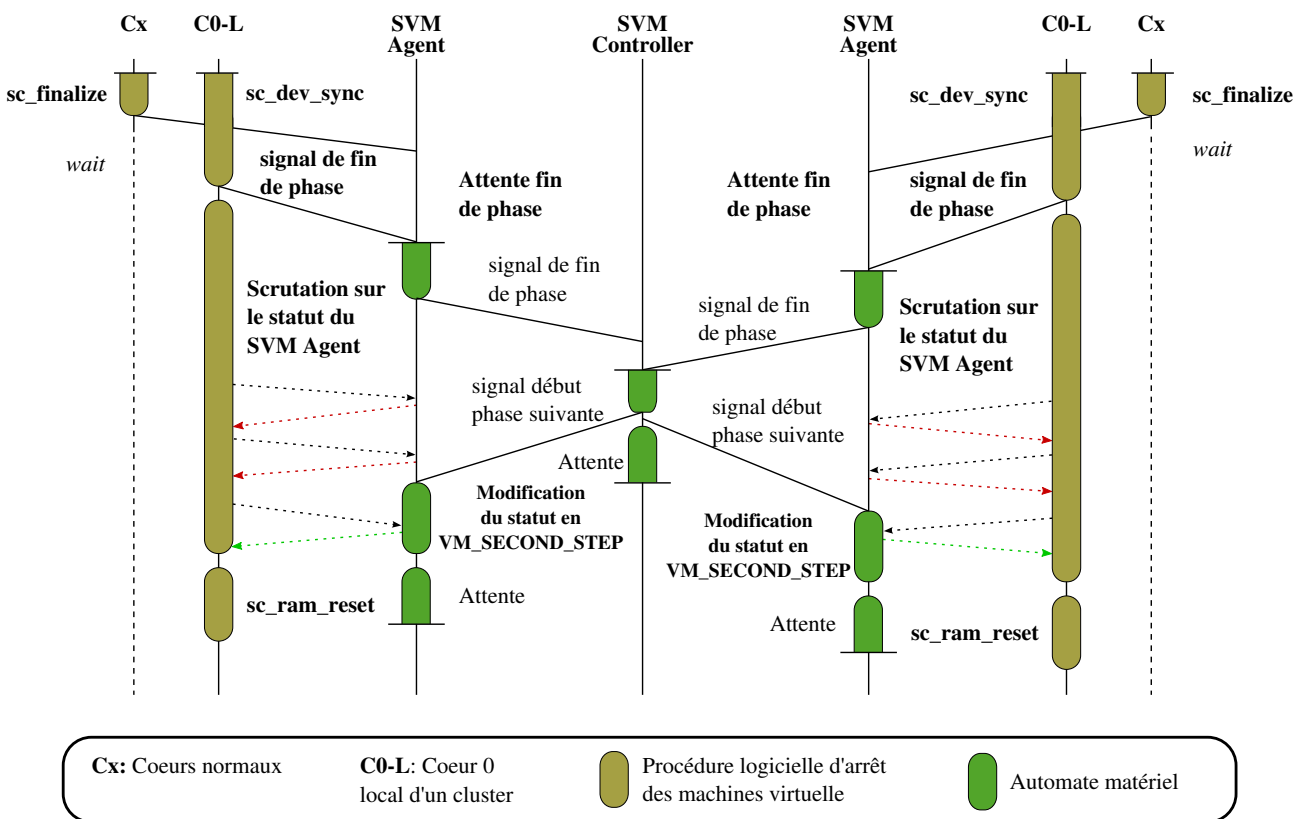 Cx
C0-L
SVM
Agent
SVM
Controller
SVM
Agent
C0-L
Cx
sc_finalize
sc_dev_sync
sc_dev_sync
sc_finalize
wait
signal de fin
de phase
Attente fin
de phase
Attente fin
de phase
signal de fin
de phase
wait
signal de fin
de phase
Scrutation sur
le statut du
SVM Agent
signal de fin
de phase
Scrutation sur
le statut du
SVM Agent
signal début
phase suivante
signal début
phase suivante
Attente
Modification
du statut en
VM_SECOND_STEP
Modification
du statut en
VM_SECOND_STEP
sc_ram_reset
Attente
Attente
sc_ram_reset
Cx: Coeurs normaux
C0-L: Coeur 0
local d'un cluster
Procédure logicielle d'arrêt
des machines virtuelle
Automate matériel